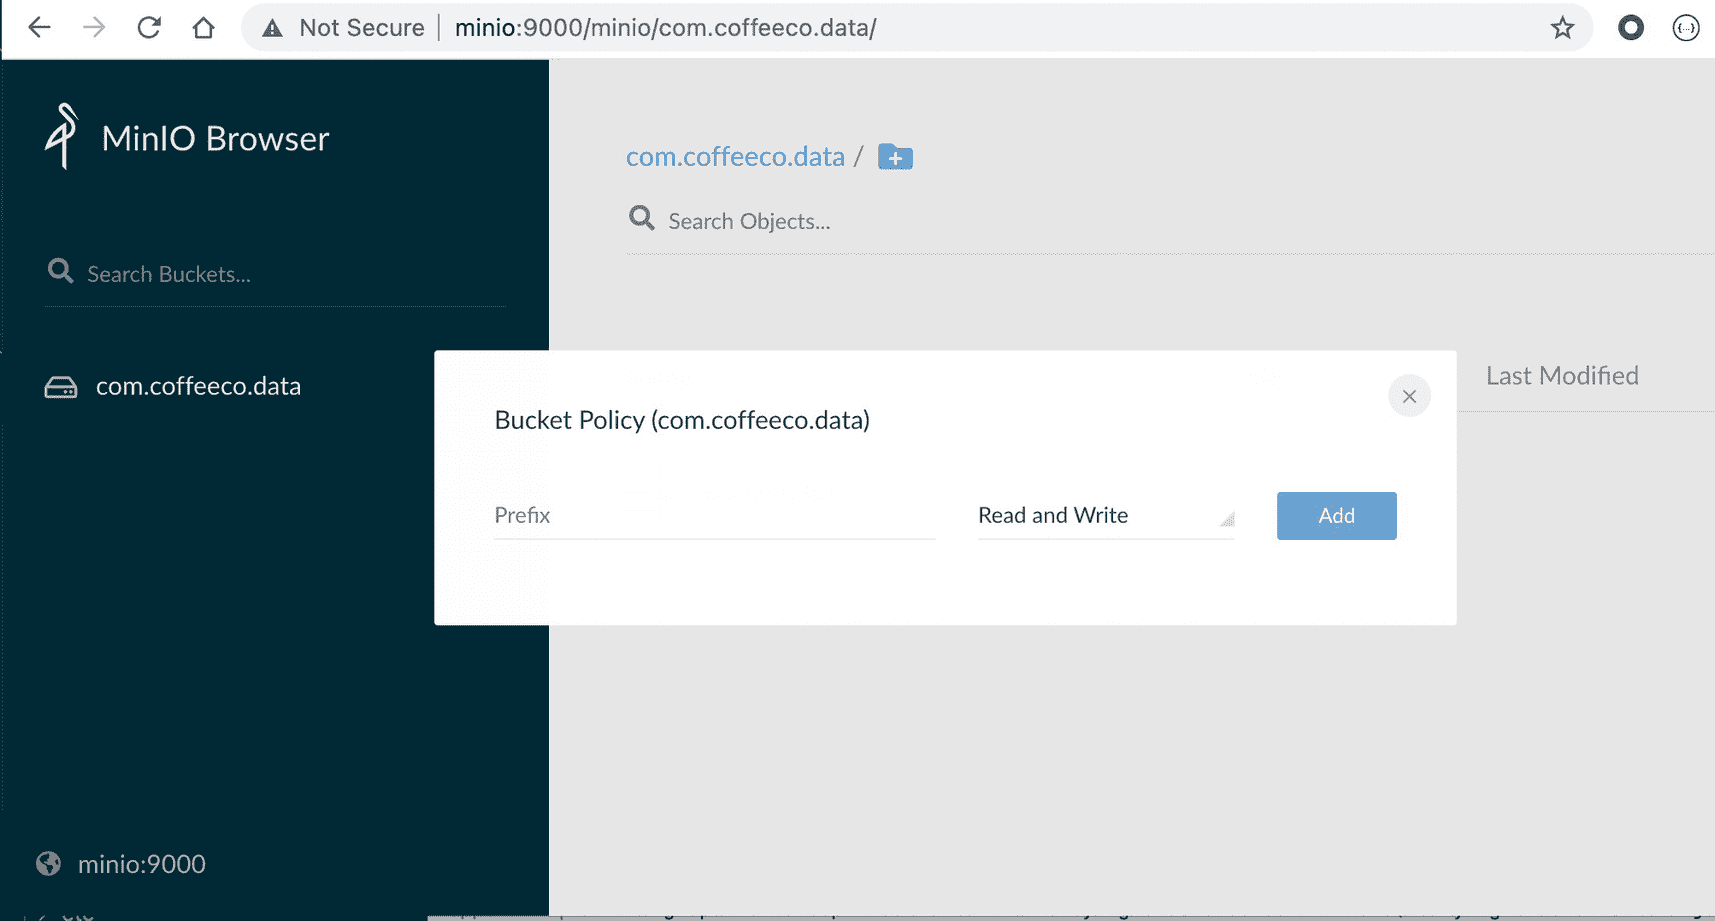 Not Secure | minio:9000/minio/com.coffeeco.data/
MinIO Browser
com.coffeeco.data /
Search Objects...
Search Buckets...
com.coffeeco.data
Last Modified
Bucket Policy (com.coffeeco.data)
Prefix
Read and Write
Add
minio:9000